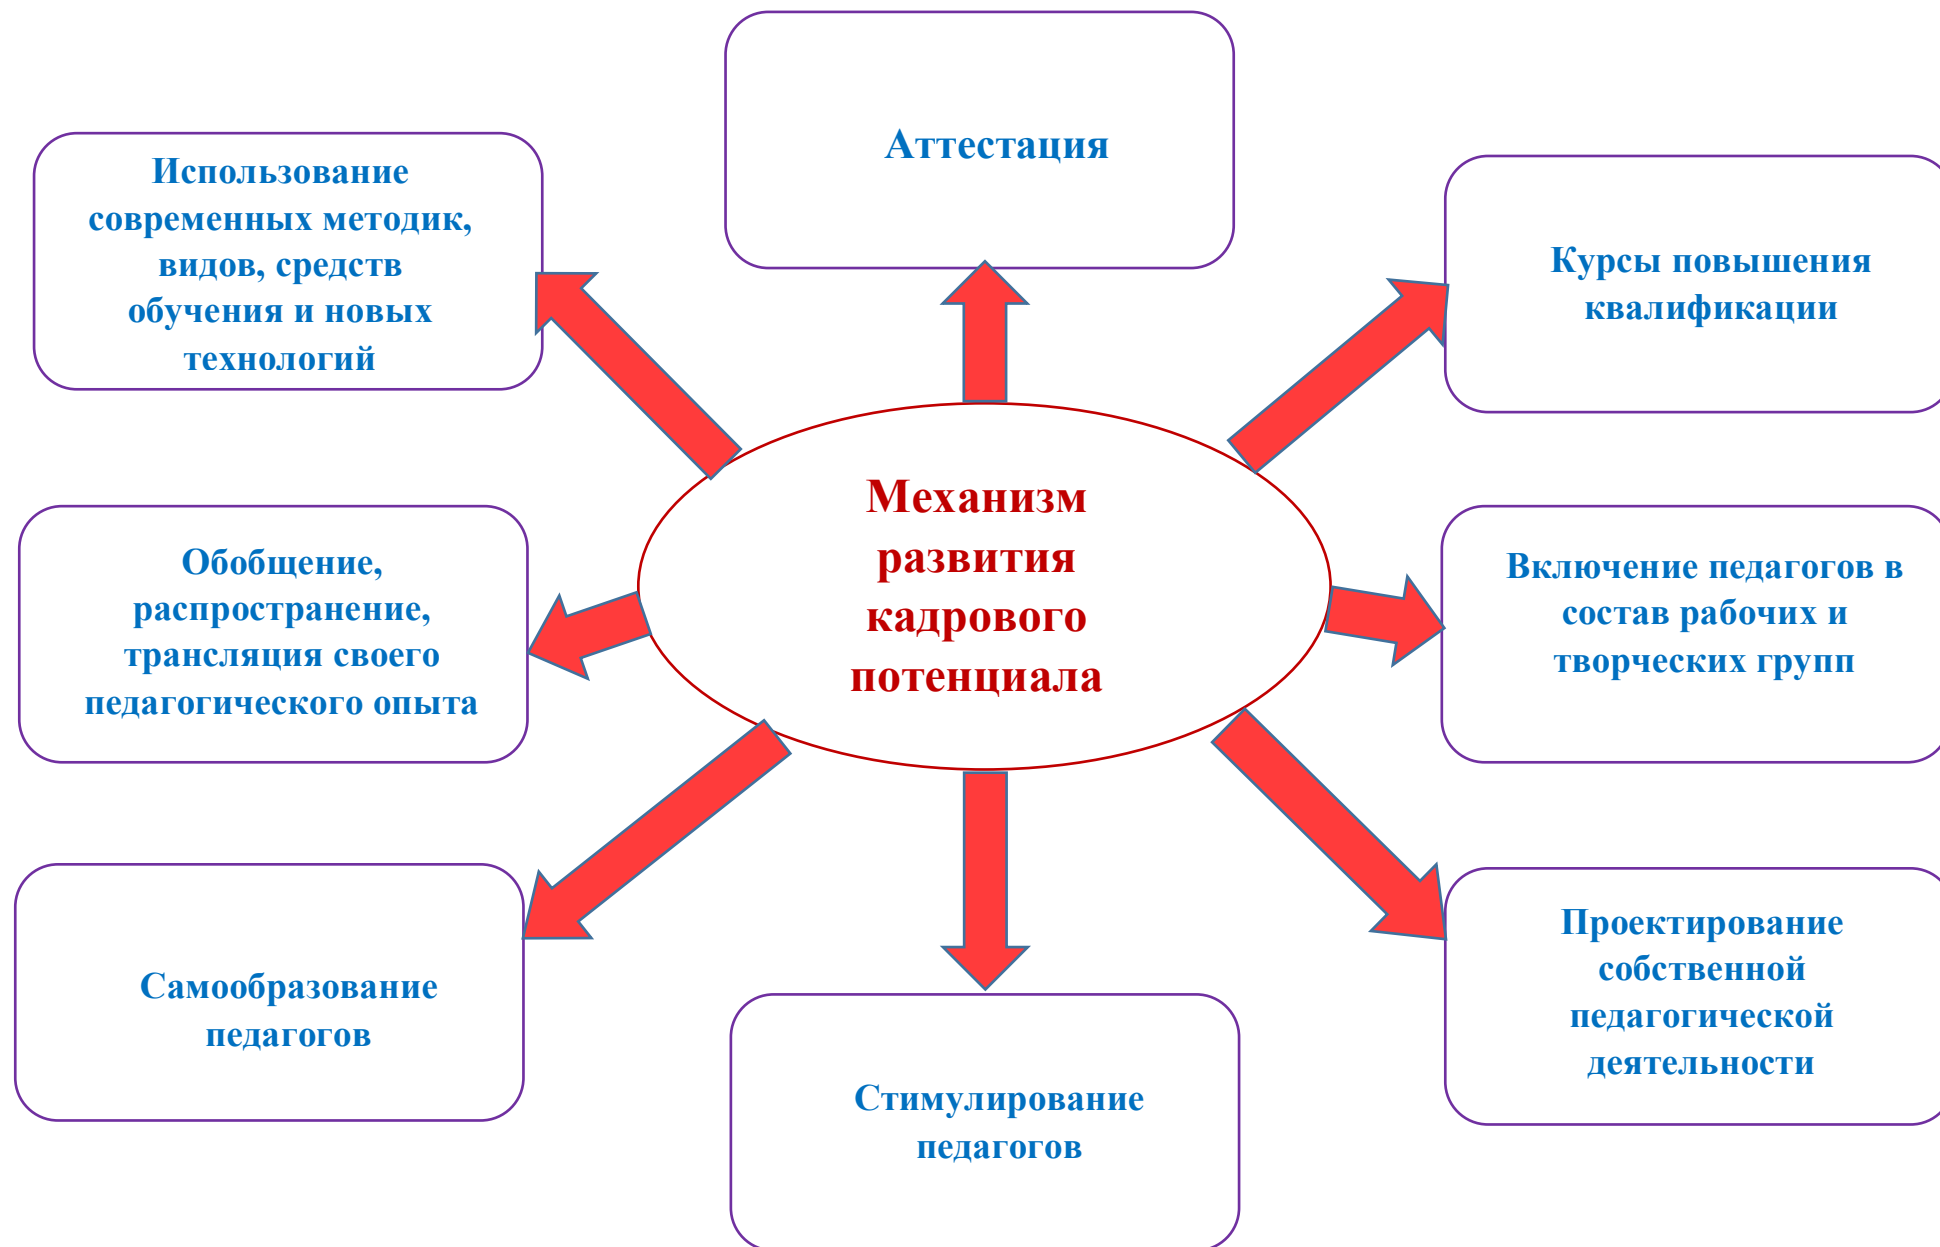 Аттестация
Использование
современных методик,
видов, средств
обучения и новых
технологий
Курсы повышения
квалификации
Механизм
развития
кадрового
потенциала
Обобщение,
распространение,
трансляция своего
педагогического опыта
Включение педагогов в
состав рабочих и
творческих групп
Самообразование
педагогов
Стимулирование
педагогов
Проектирование
собственной
педагогической
деятельности